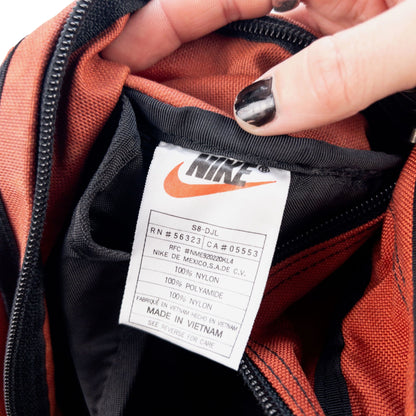 NIKE®
S8-DJL
RN # 56323 CA # 05553
RFC #NME920220KL4
NIKE DE MEXICO,S.A.DE C.V.
100% NYLON
100% POLYAMIDE
100% NYLON
FABRIQUÉ EN VIETNAM HECHO EN VIETNAM
MADE IN VIETNAM
SEE REVERSE FOR CARE